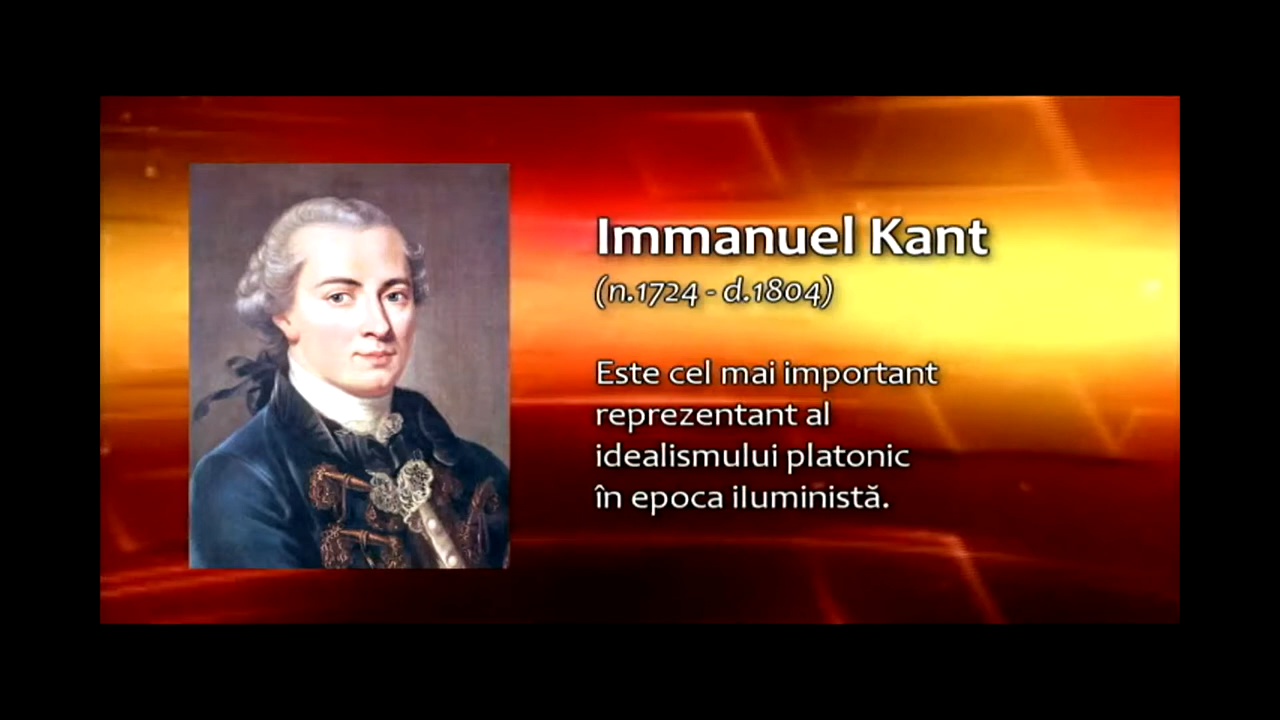 Immanuel Kant
(n.1724 - d.1804)
Este cel mai important
reprezentant al
idealismului platonic
în epoca iluministă.